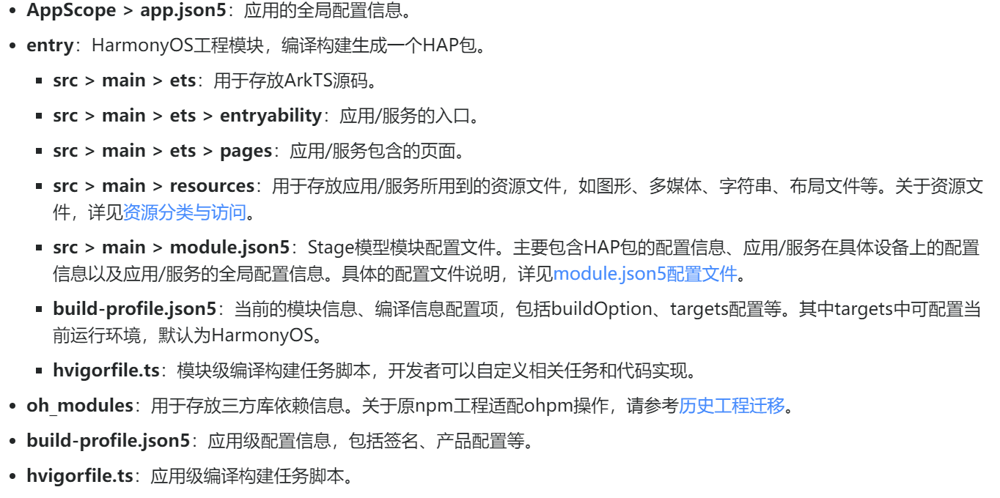 • AppScope > app.json5：应用的全局配置信息。
• entry：HarmonyOS工程模块，编译构建生成一个HAP包。
▪ src > main > ets：用于存放ArkTS源码。
▪ src > main > ets > entryability：应用/服务的入口。
▪ src > main > ets > pages：应用/服务包含的页面。
▪ src > main > resources：用于存放应用/服务所用到的资源文件，如图形、多媒体、字符串、布局文件等。关于资源文
件，详见资源分类与访问。
▪ src > main > module.json5：Stage模型模块配置文件。主要包含HAP包的配置信息、应用/服务在具体设备上的配置
信息以及应用/服务的全局配置信息。具体的配置文件说明，详见module.json5配置文件。
▪ build-profile.json5：当前的模块信息、编译信息配置项，包括buildOption、targets配置等。其中targets中可配置当
前运行环境，默认为HarmonyOS。
▪ hvigorfile.ts：模块级编译构建任务脚本，开发者可以自定义相关任务和代码实现。
• oh_modules：用于存放三方库依赖信息。关于原npm工程适配ohpm操作，请参考历史工程迁移。
• build-profile.json5：应用级配置信息，包括签名、产品配置等。
• hvigorfile.ts：应用级编译构建任务脚本。